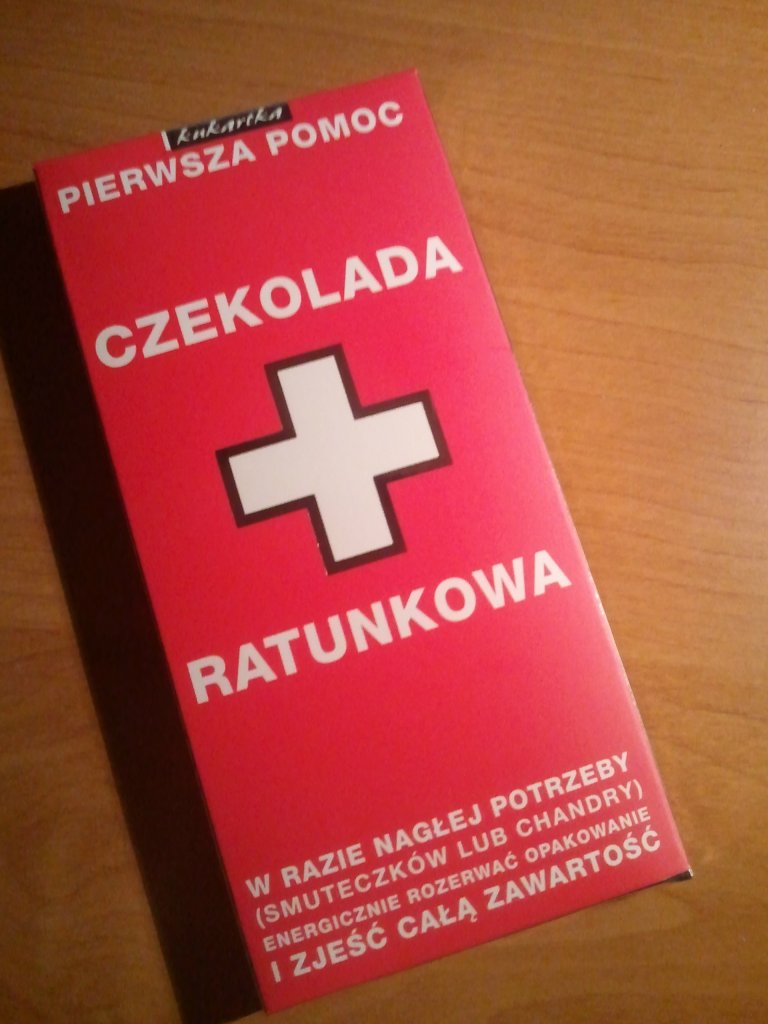 kukartka
PIERWSZA POMOC
CZEKOLADA
RATUNKOWA
W RAZIE NAGŁEJ POTRZEBY
(SMUTECZKÓW LUB CHANDRY)
ENERGICZNIE ROZERWAĆ OPAKOWANIE
I ZJEŚĆ CAŁĄ ZAWARTOŚĆ